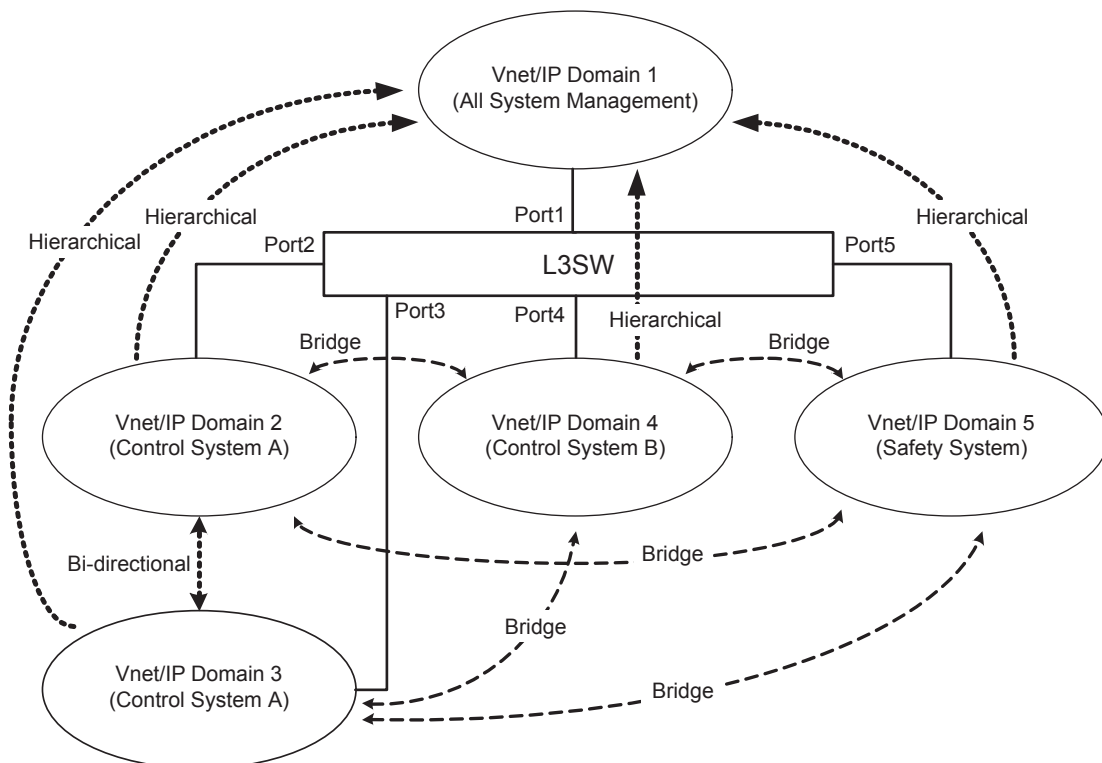 Vnet/IP Domain 1
(All System Management)
Port1
Hierarchical
Hierarchical
Hierarchical
Port2
Port5
L3SW
Port3
Port4
Hierarchical
Bridge
Bridge
Vnet/IP Domain 2
(Control System A)
Vnet/IP Domain 4
(Control System B)
Vnet/IP Domain 5
(Safety System)
Bridge
Bi-directional
Bridge
Vnet/IP Domain 3
(Control System A)
Bridge